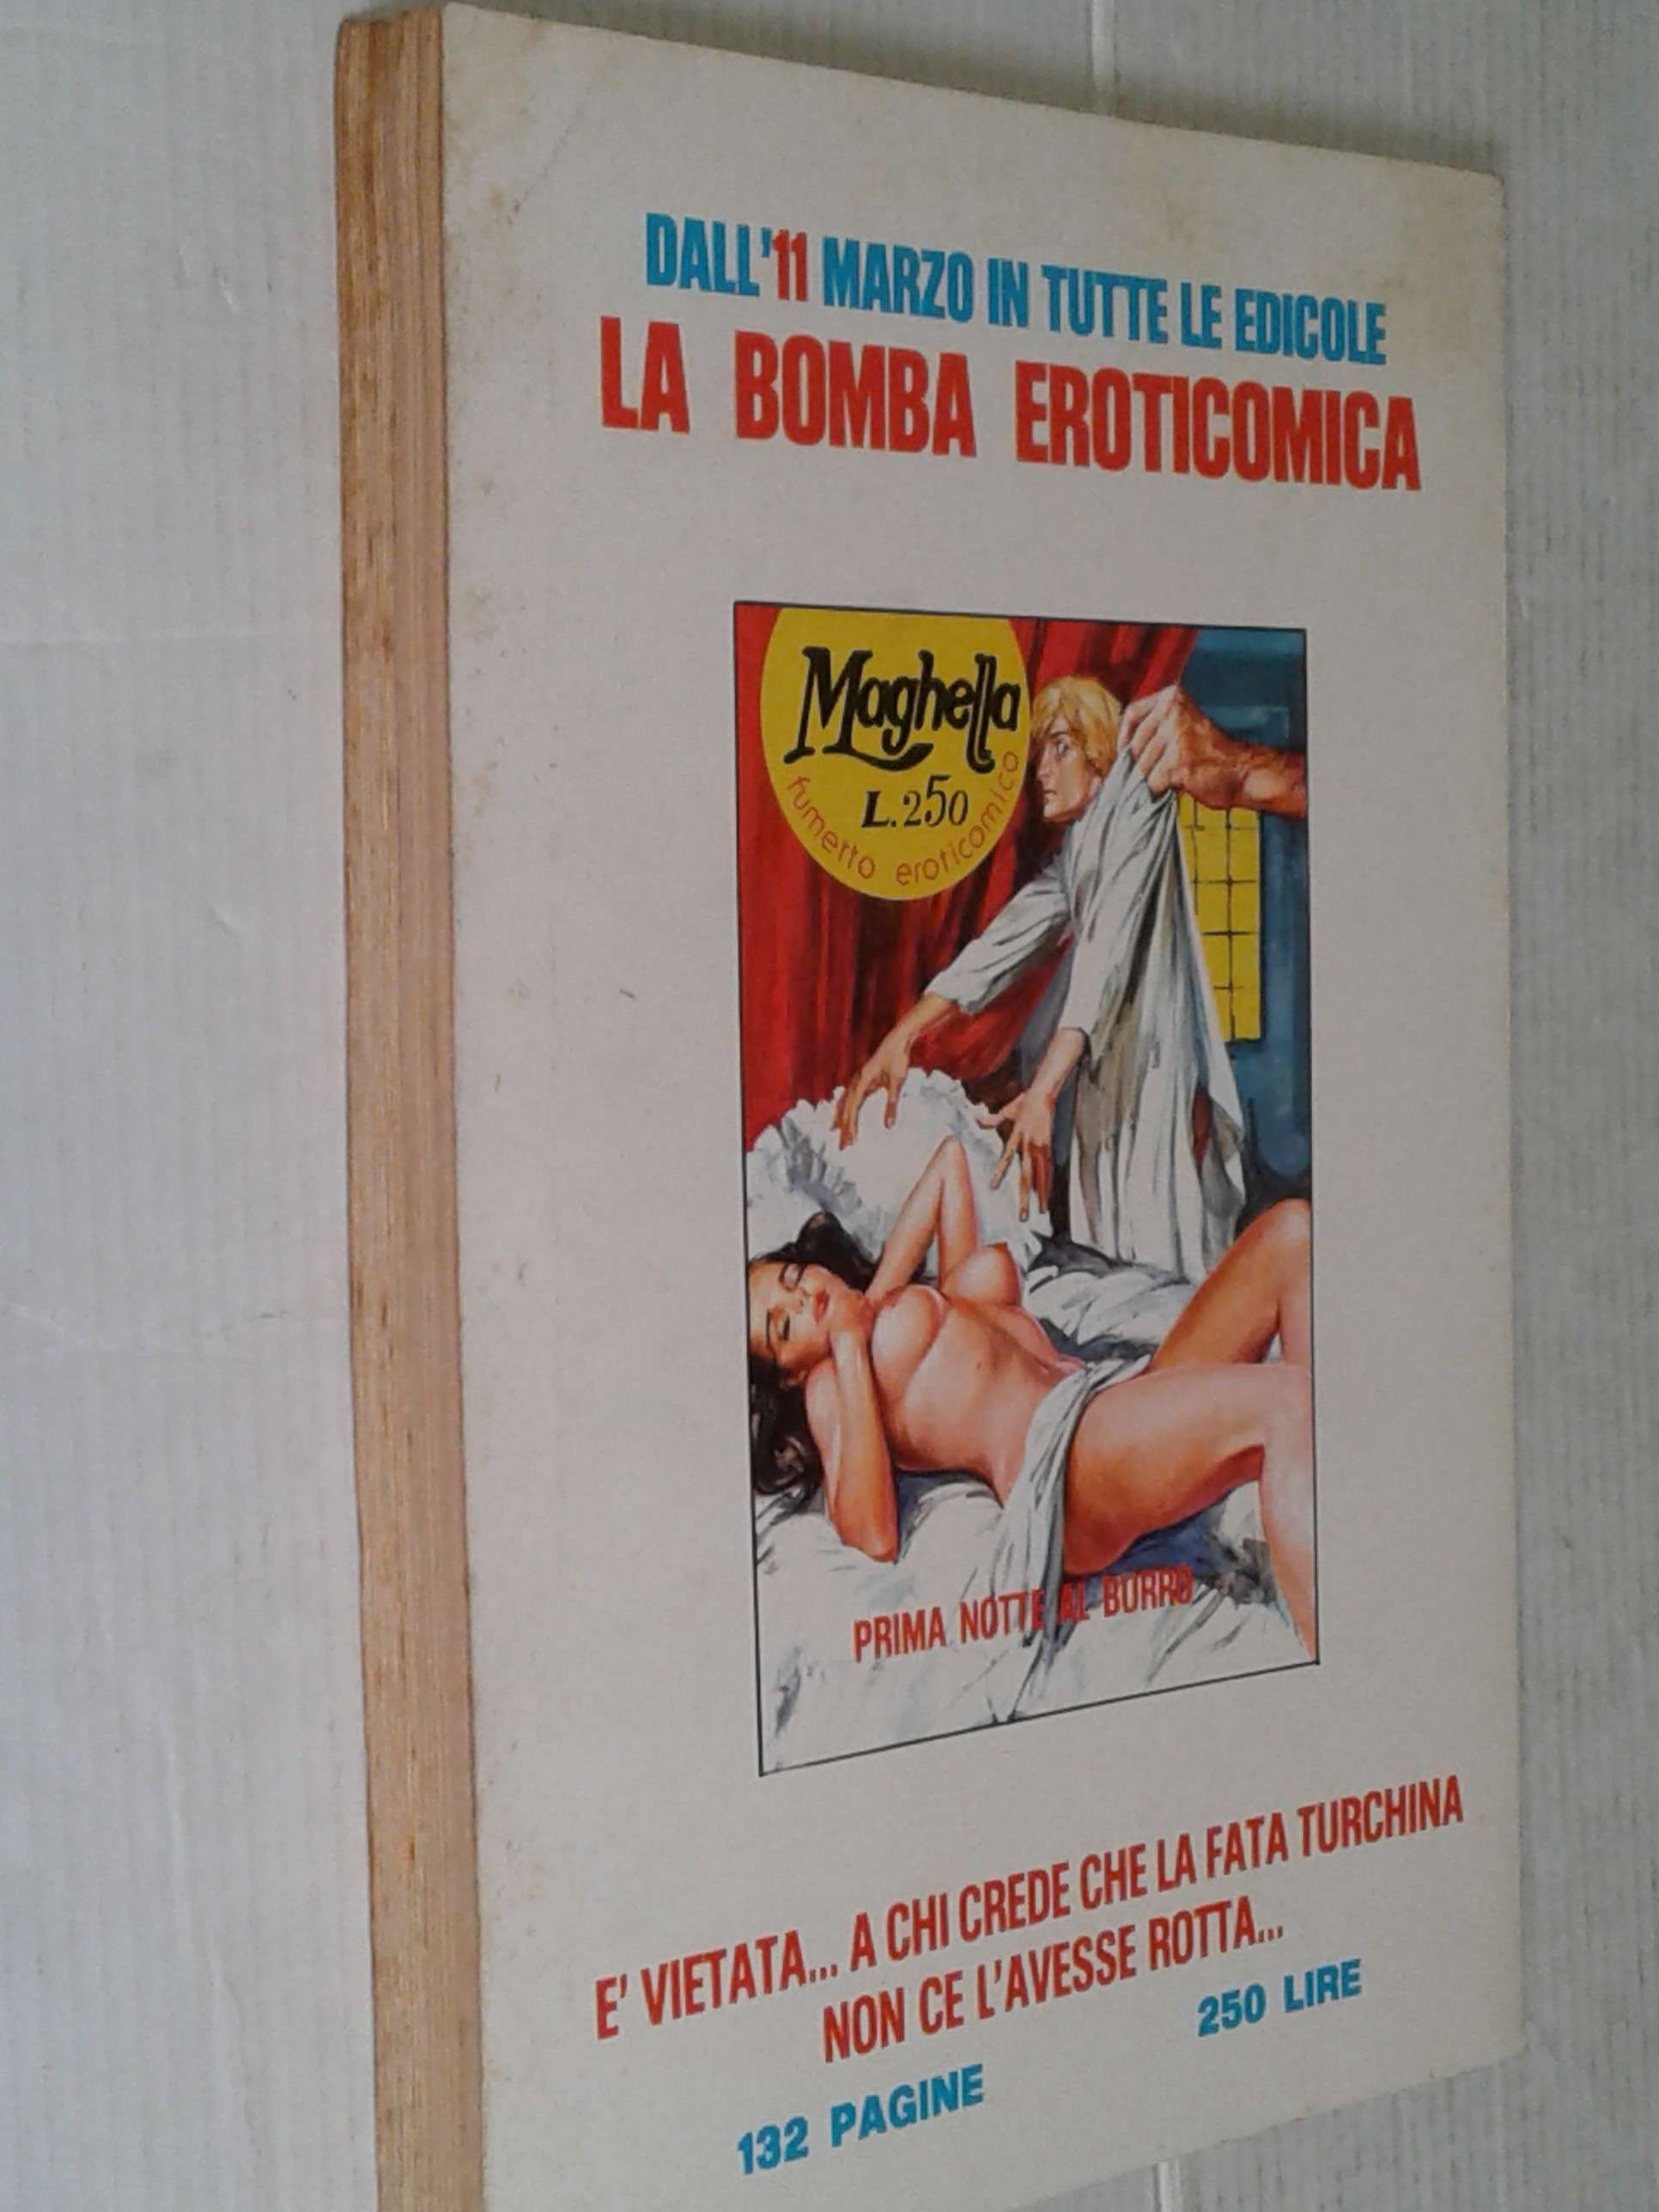 DALL'11 MARZO IN TUTTE LE EDICOLE
LA BOMBA EROTICOMICA
Maghella
L.250
fumetto eroticomico
PRIMA NOTTE AL BURRO
E' VIETATA... A CHI CREDE CHE LA FATA TURCHINA
NON CE L'AVESSE ROTTA...
132 PAGINE
250 LIRE